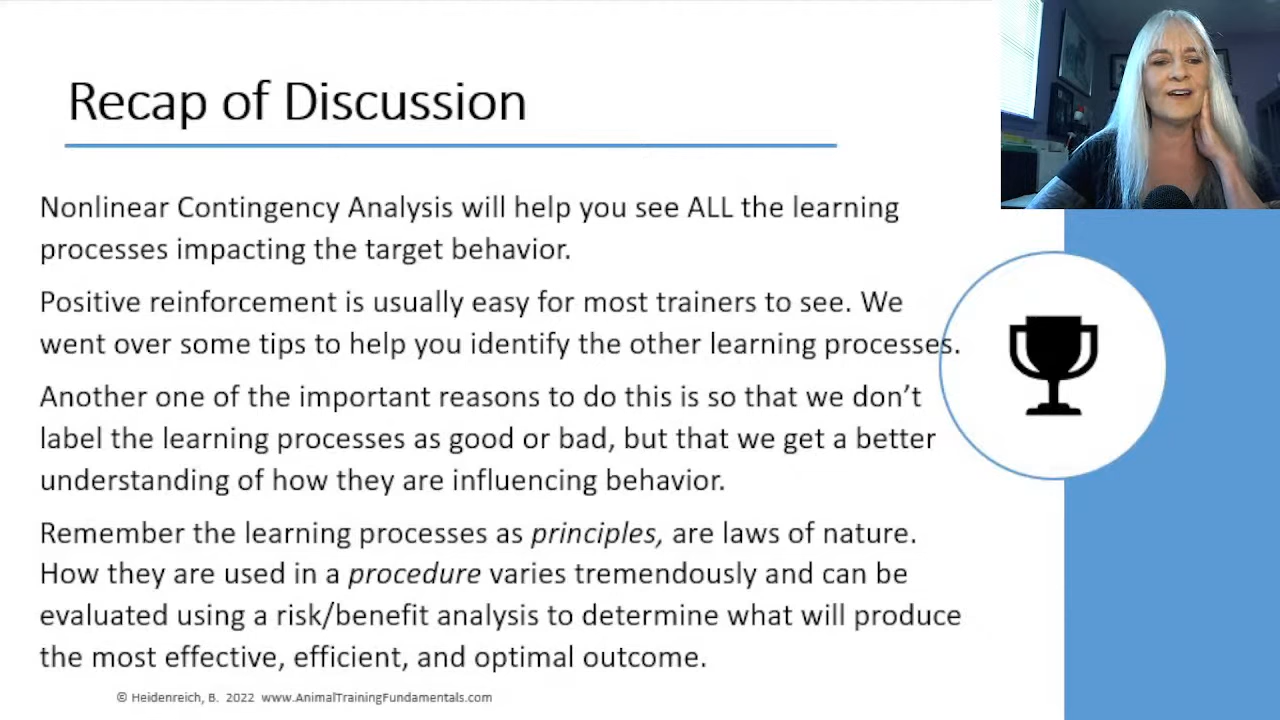 Recap of Discussion
Nonlinear Contingency Analysis will help you see ALL the learning
processes impacting the target behavior.
Positive reinforcement is usually easy for most trainers to see. We
went over some tips to help you identify the other learning processes.
Another one of the important reasons to do this is so that we don’t
label the learning processes as good or bad, but that we get a better
understanding of how they are influencing behavior.
Remember the learning processes as principles, are laws of nature.
How they are used in a procedure varies tremendously and can be
evaluated using a risk/benefit analysis to determine what will produce
the most effective, efficient, and optimal outcome.
© Heidenreich, B. 2022 www.AnimalTrainingFundamentals.com